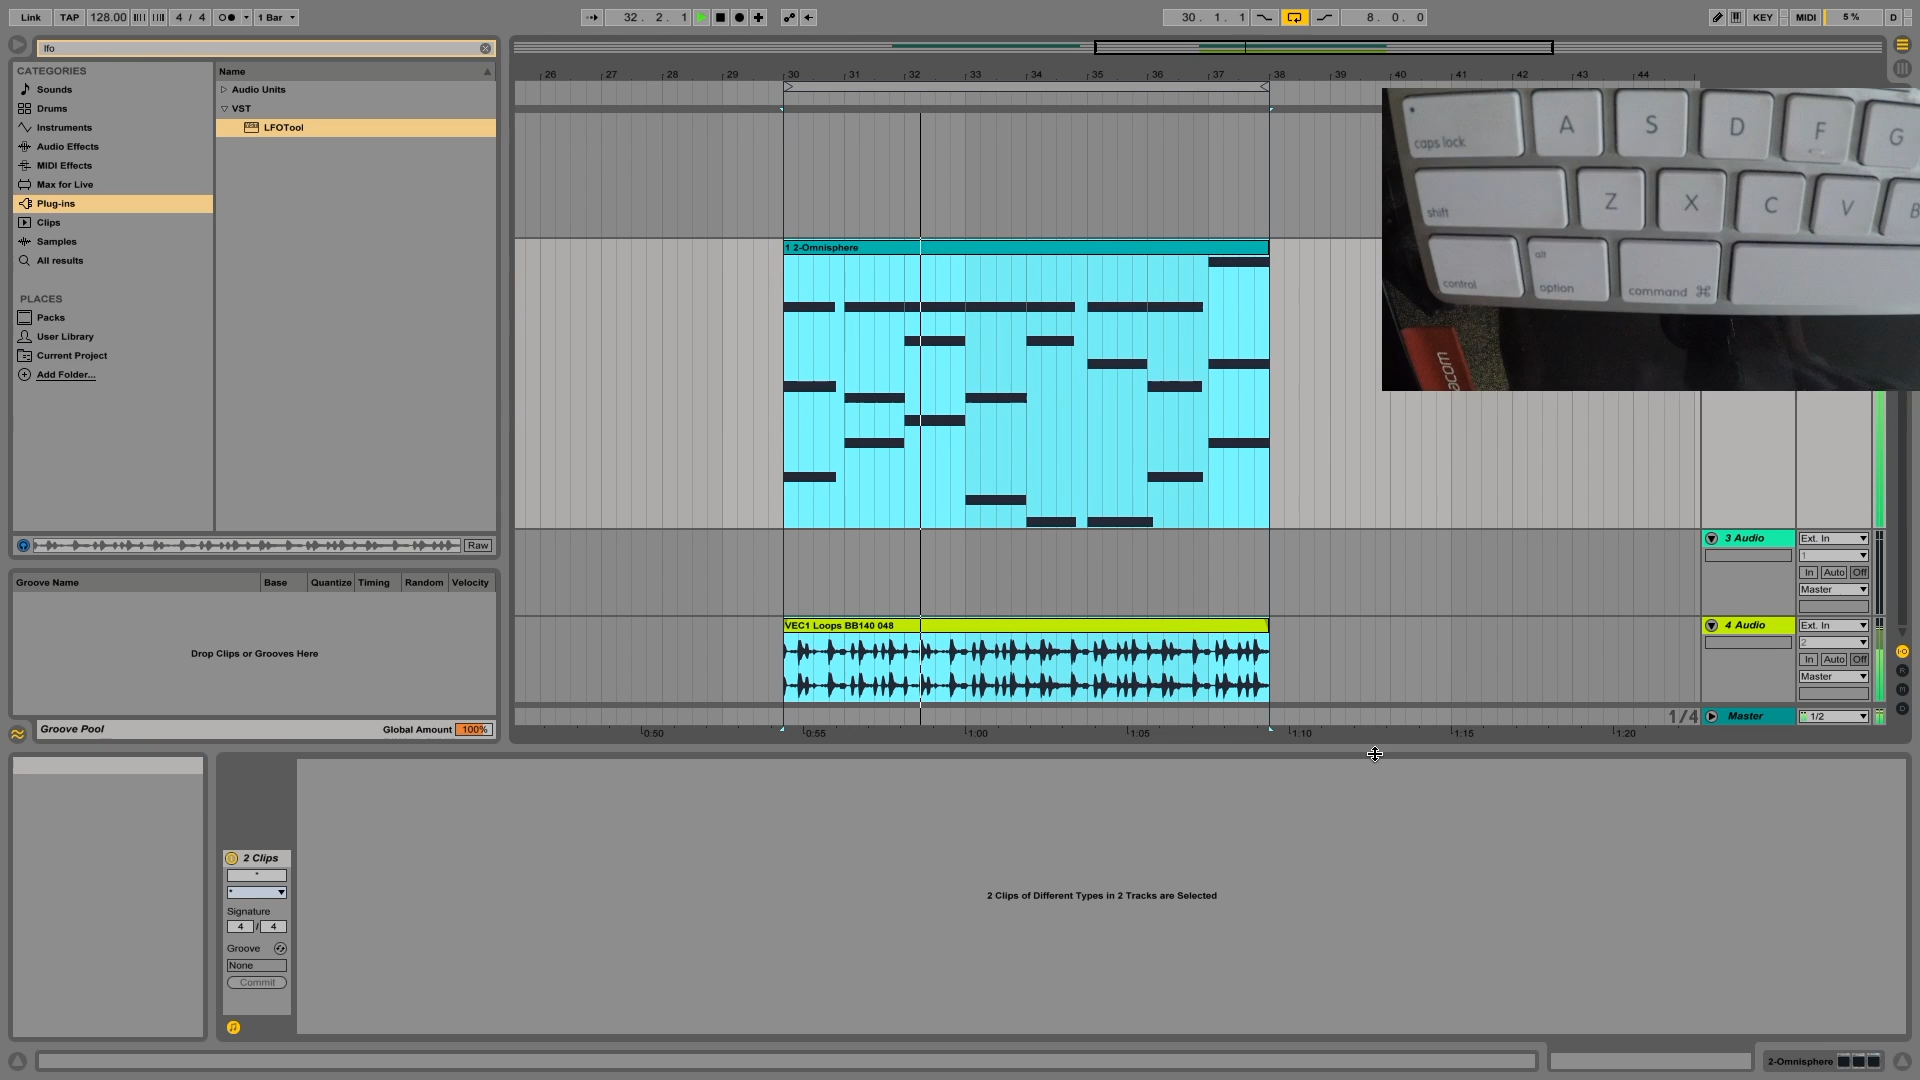 Link TAP 128.00 4 / 4 1 Bar 32. 2. 1 30. 1. 1 8. 0. 0 KEY MIDI 5 % D
lfo
CATEGORIES
Sounds
Drums
Instruments
Audio Effects
MIDI Effects
Max for Live
Plug-ins
Clips
Samples
All results
PLACES
Packs
User Library
Current Project
Add Folder...
Name
Audio Units
VST
LFOTool
Raw
Groove Name Base Quantize Timing Random Velocity
Drop Clips or Grooves Here
Groove Pool Global Amount 100%
26 27 28 29 30 31 32 33 34 35 36 37 38 39 40 41 42 43 44
1 2-Omnisphere
caps lock A S D F G
shift Z X C V B
control alt option command ⌘
acom
3 Audio Ext. In
1
In Auto Off
Master
VEC1 Loops BB140 048
4 Audio Ext. In
2
In Auto Off
Master
1/4 Master 1/2
0:50 0:55 1:00 1:05 1:10 1:15 1:20
2 Clips
*
*
Signature
4 / 4
Groove
None
Commit
2 Clips of Different Types in 2 Tracks are Selected
2-Omnisphere